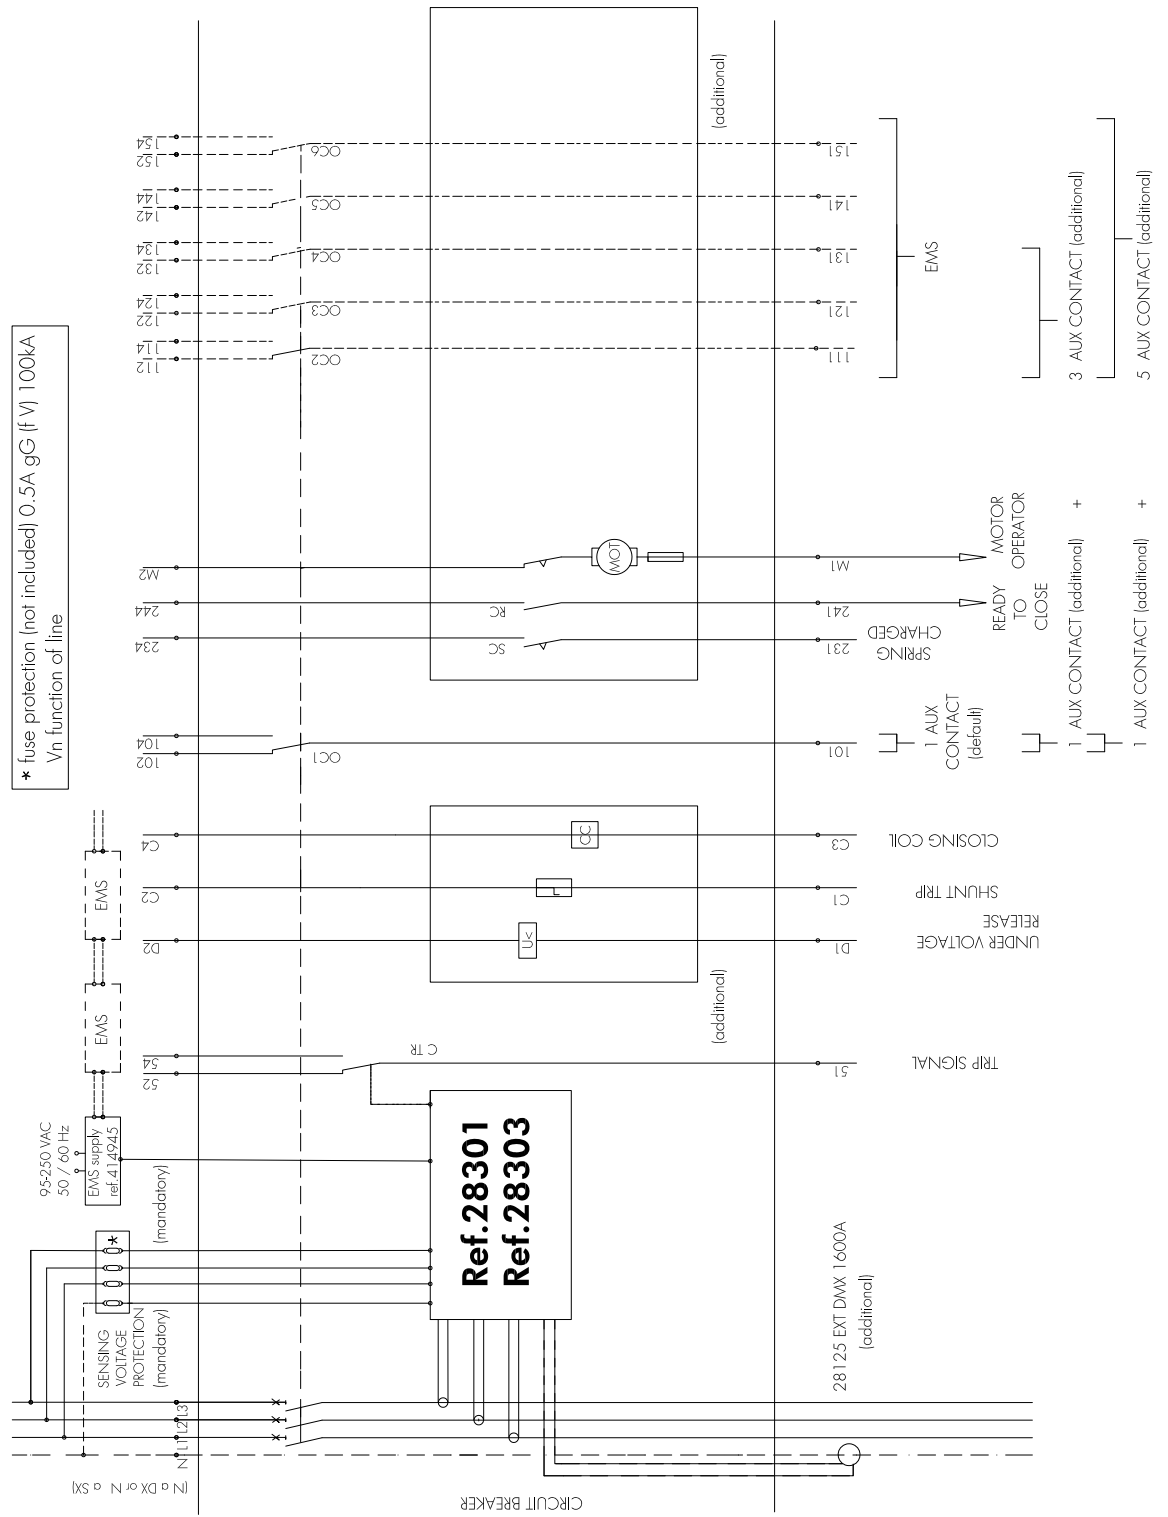 * fuse protection (not included) 0.5A gG (f V) 100kA
Vn function of line
95-250 VAC
50 / 60 Hz
EMS supply
ref.414945
(mandatory)
EMS
EMS
SENSING
VOLTAGE
PROTECTION
(mandatory)
*
N L1 L2 L3
(N a DX or N a SX)
52
54
D2
C2
C4
102
104
234
244
M2
112
114
122
124
132
134
142
144
152
154
C.TR
OC1
OC2
OC3
OC4
OC5
OC6
Ref.28301
Ref.28303
U<
CC
SC
RC
MOT
(additional)
(additional)
51
D1
C1
C3
101
231
241
M1
111
121
131
141
151
CIRCUIT BREAKER
28125 EXT DMX 1600A
(additional)
TRIP SIGNAL
UNDER VOLTAGE
RELEASE
SHUNT TRIP
CLOSING COIL
1 AUX
CONTACT
(default)
SPRING
CHARGED
READY
TO
CLOSE
MOTOR
OPERATOR
EMS
1 AUX CONTACT (additional) + 3 AUX CONTACT (additional)
1 AUX CONTACT (additional) + 5 AUX CONTACT (additional)